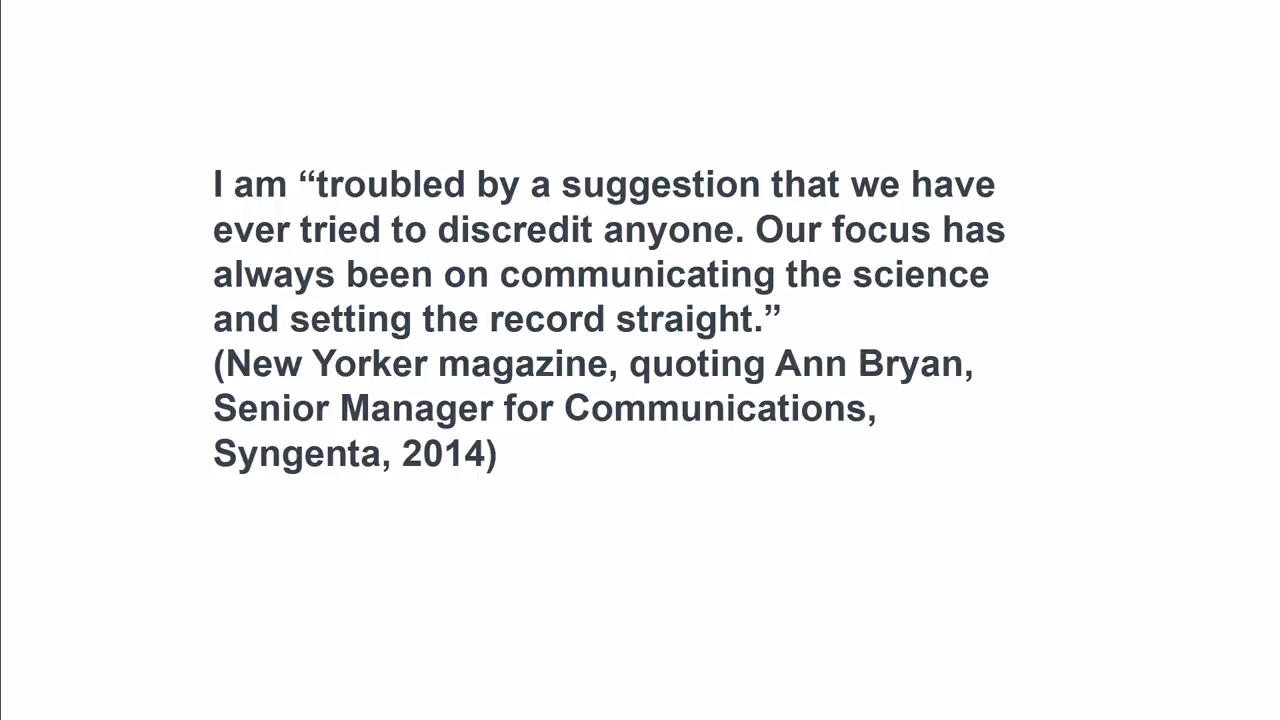 I am “troubled by a suggestion that we have
ever tried to discredit anyone. Our focus has
always been on communicating the science
and setting the record straight.”
(New Yorker magazine, quoting Ann Bryan,
Senior Manager for Communications,
Syngenta, 2014)